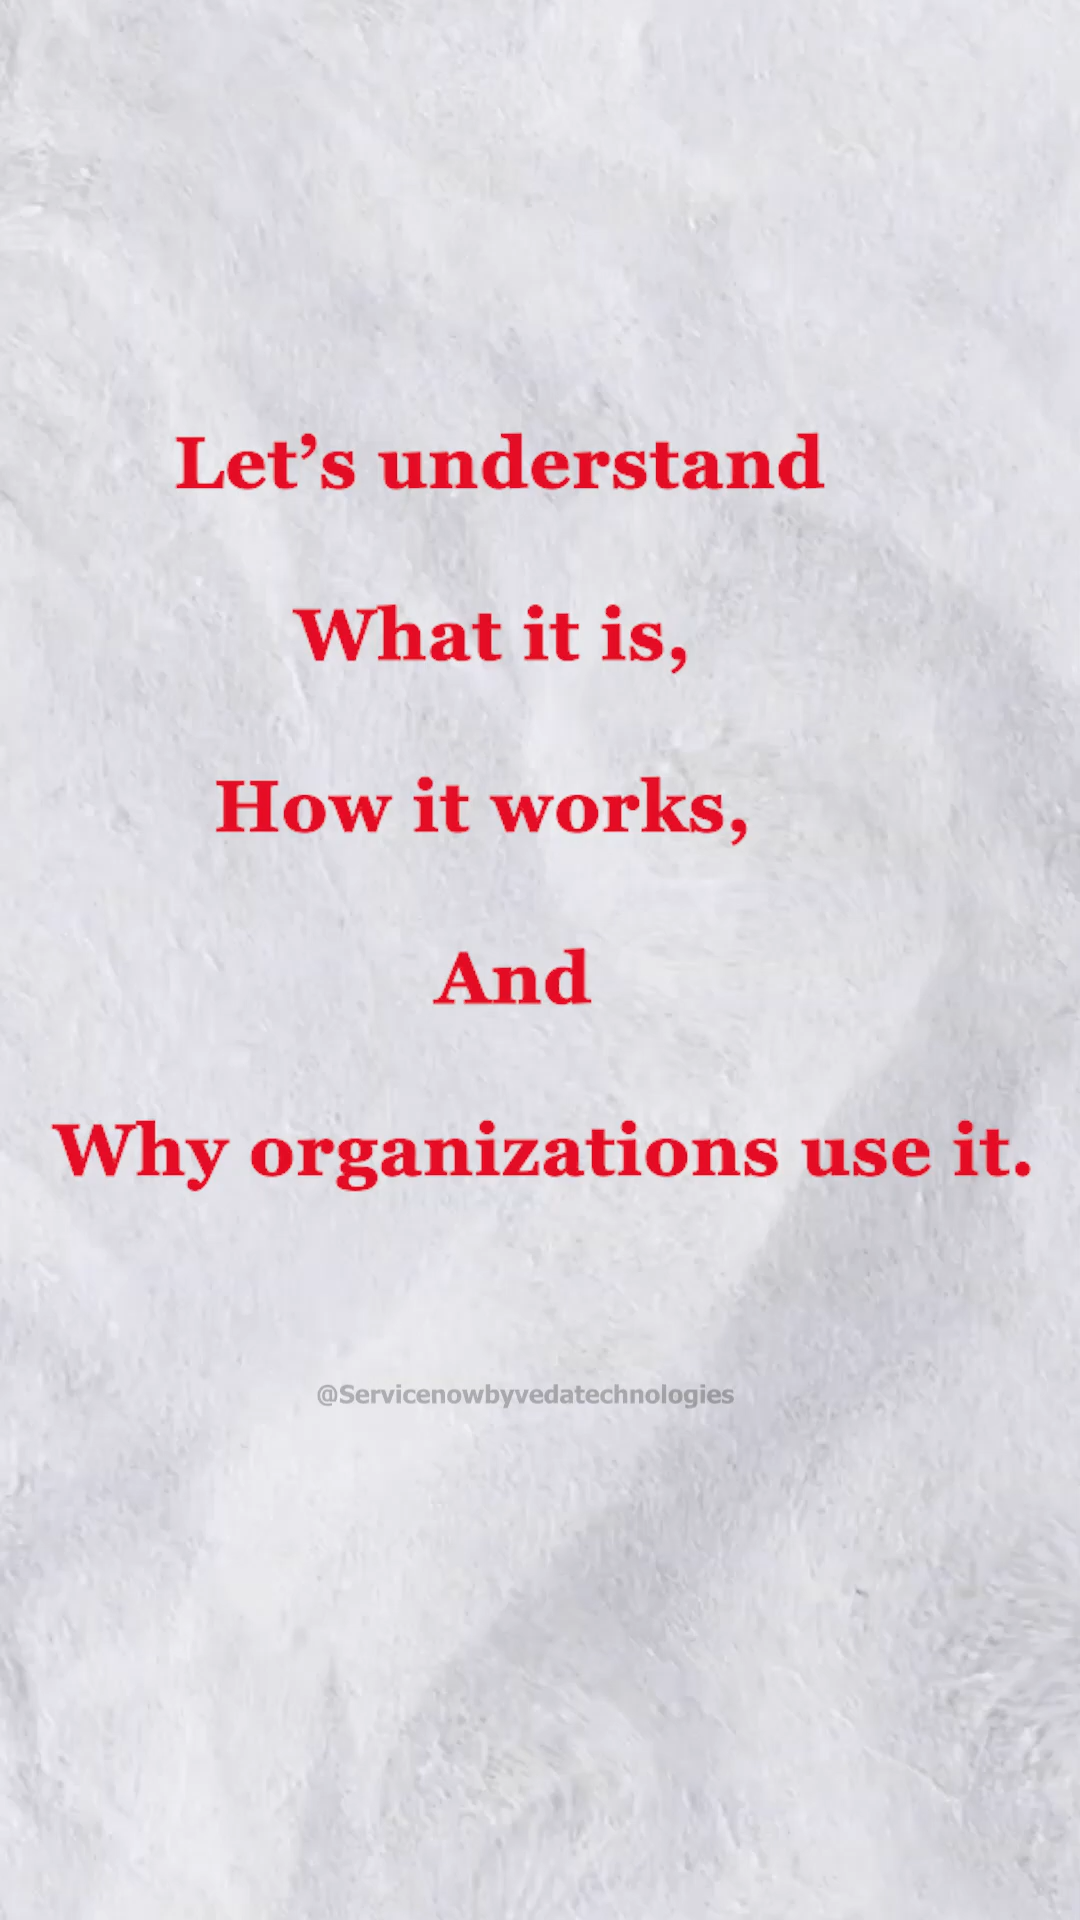 Let’s understand
What it is,
How it works,
And
Why organizations use it.
@Servicenowbyvedatechnologies